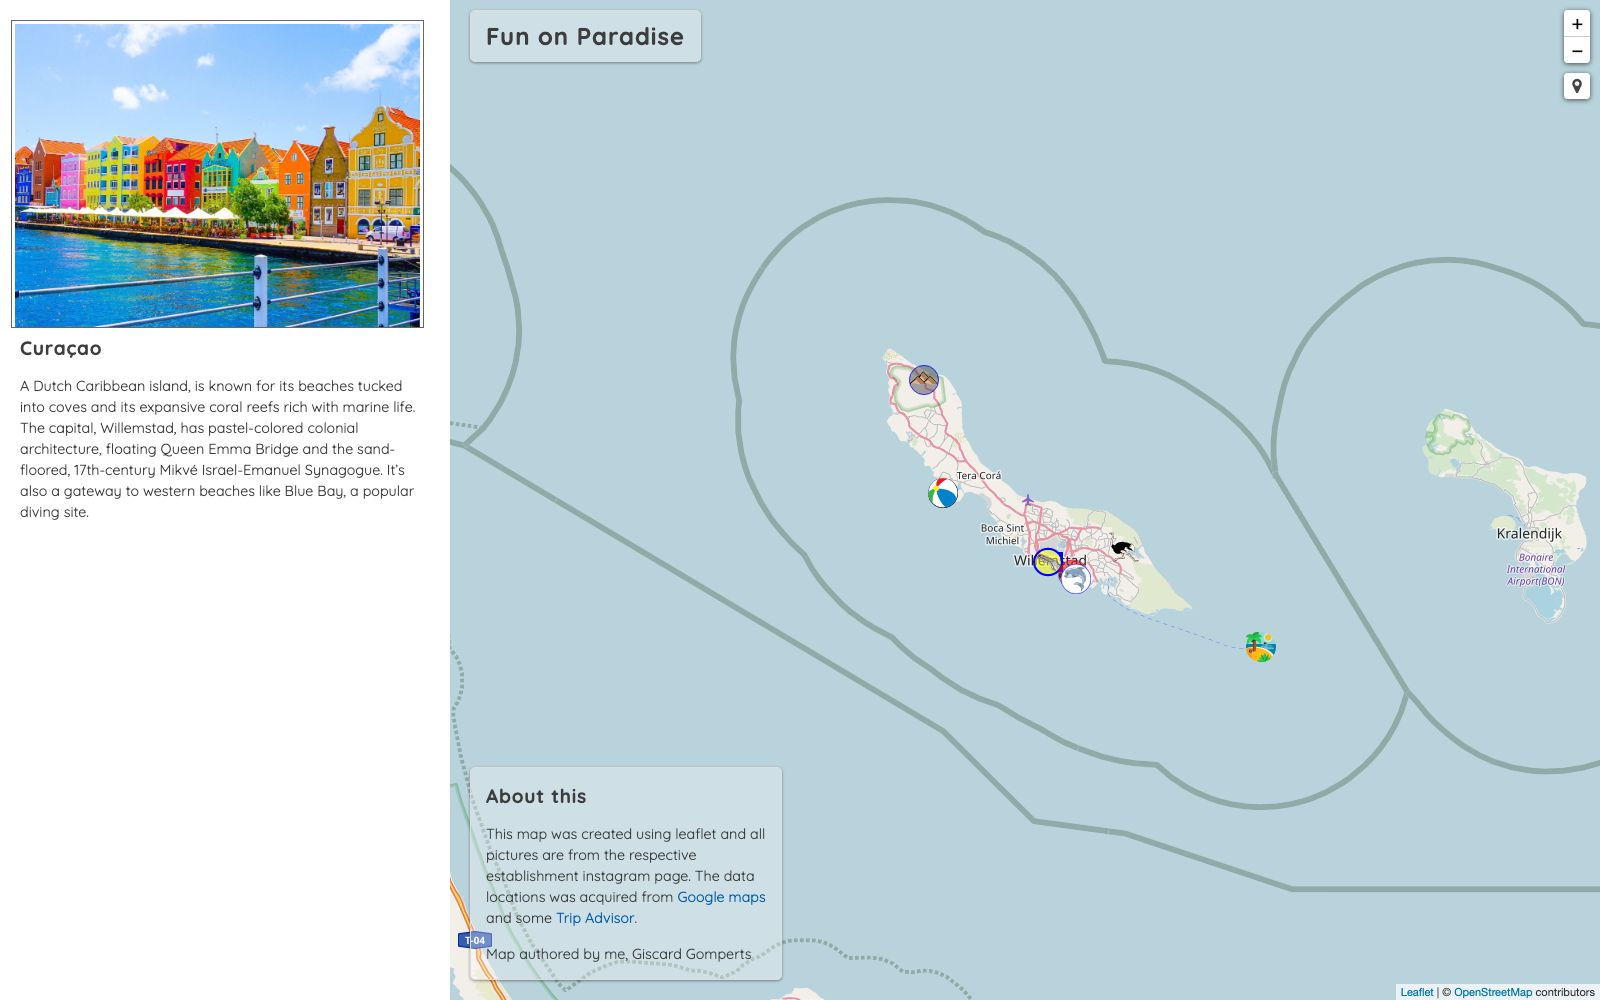 Curaçao
A Dutch Caribbean island, is known for its beaches tucked
into coves and its expansive coral reefs rich with marine life.
The capital, Willemstad, has pastel-colored colonial
architecture, floating Queen Emma Bridge and the sand-
floored, 17th-century Mikvé Israel-Emanuel Synagogue. It's
also a gateway to western beaches like Blue Bay, a popular
diving site.
Fun on Paradise
+
−
Tera Corá
Boca Sint
Michiel
Kralendijk
Bonaire
International
Airport(BON)
About this
This map was created using leaflet and all
pictures are from the respective
establishment instagram page. The data
locations was acquired from Google maps
and some Trip Advisor.
T-04
Map authored by me, Giscard Gomperts
Leaflet | © OpenStreetMap contributors